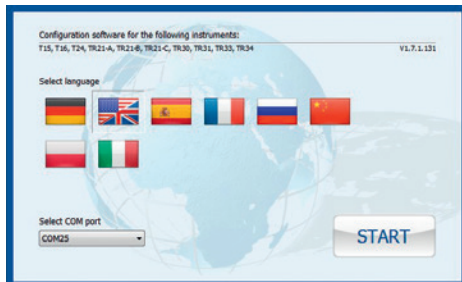 Configuration software for the following instruments:
T15, T16, T24, TR21-A, TR21-B, TR21-C, TR30, TR31, TR33, TR34
V1.7.1.131
Select language
Select COM port
COM25
START